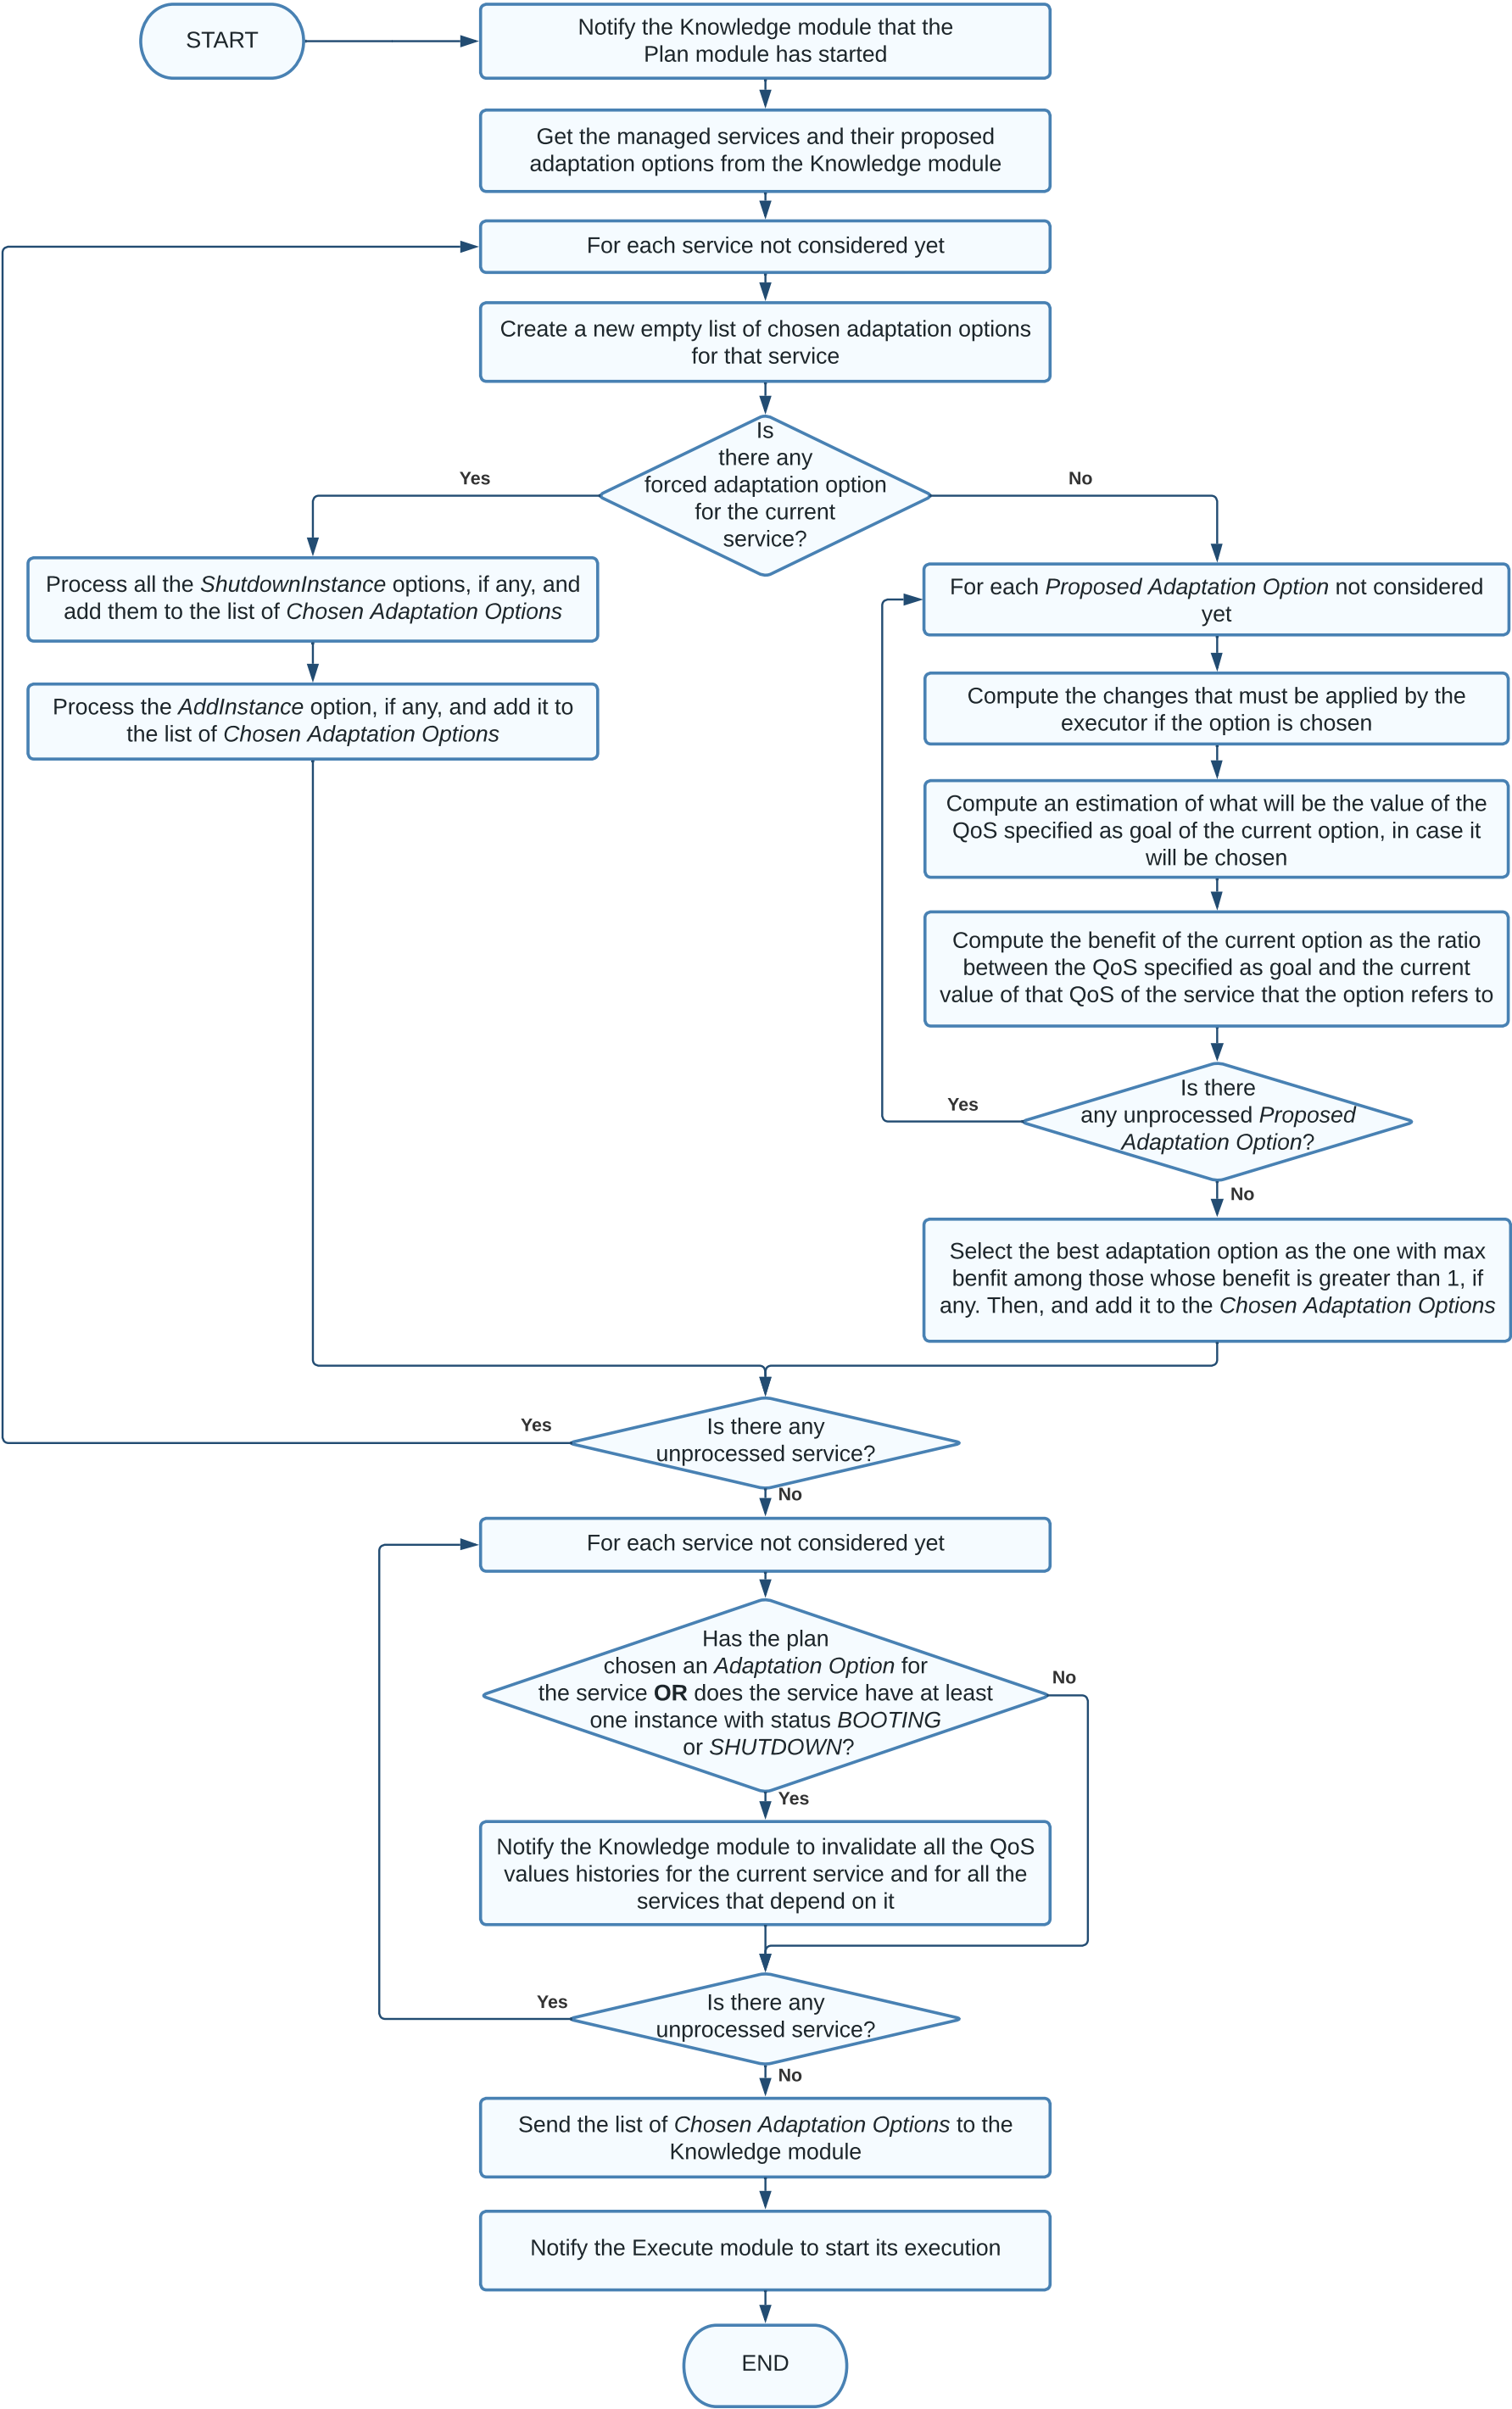 START
Notify the Knowledge module that the
Plan module has started
Get the managed services and their proposed
adaptation options from the Knowledge module
For each service not considered yet
Create a new empty list of chosen adaptation options
for that service
Is
there any
forced adaptation option
for the current
service?
Yes
No
Process all the ShutdownInstance options, if any, and
add them to the list of Chosen Adaptation Options
Process the AddInstance option, if any, and add it to
the list of Chosen Adaptation Options
For each Proposed Adaptation Option not considered
yet
Compute the changes that must be applied by the
executor if the option is chosen
Compute an estimation of what will be the value of the
QoS specified as goal of the current option, in case it
will be chosen
Compute the benefit of the current option as the ratio
between the QoS specified as goal and the current
value of that QoS of the service that the option refers to
Is there
any unprocessed Proposed
Adaptation Option?
Yes
No
Select the best adaptation option as the one with max
benfit among those whose benefit is greater than 1, if
any. Then, and add it to the Chosen Adaptation Options
Is there any
unprocessed service?
Yes
No
For each service not considered yet
Has the plan
chosen an Adaptation Option for
the service OR does the service have at least
one instance with status BOOTING
or SHUTDOWN?
No
Yes
Notify the Knowledge module to invalidate all the QoS
values histories for the current service and for all the
services that depend on it
Is there any
unprocessed service?
Yes
No
Send the list of Chosen Adaptation Options to the
Knowledge module
Notify the Execute module to start its execution
END